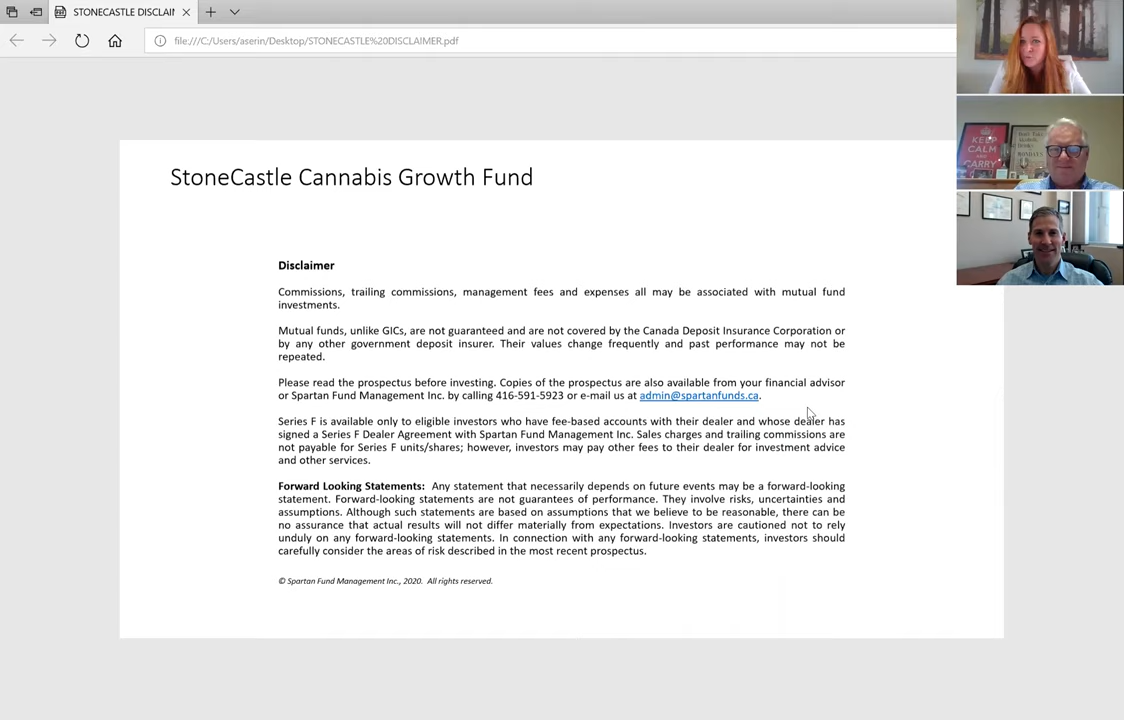 STONECASTLE DISCLAIN
file:///C:/Users/aserin/Desktop/STONECASTLE%20DISCLAIMER.pdf
StoneCastle Cannabis Growth Fund
Disclaimer
Commissions, trailing commissions, management fees and expenses all may be associated with mutual fund
investments.
Mutual funds, unlike GICs, are not guaranteed and are not covered by the Canada Deposit Insurance Corporation or
by any other government deposit insurer. Their values change frequently and past performance may not be
repeated.
Please read the prospectus before investing. Copies of the prospectus are also available from your financial advisor
or Spartan Fund Management Inc. by calling 416-591-5923 or e-mail us at admin@spartanfunds.ca.
Series F is available only to eligible investors who have fee-based accounts with their dealer and whose dealer has
signed a Series F Dealer Agreement with Spartan Fund Management Inc. Sales charges and trailing commissions are
not payable for Series F units/shares; however, investors may pay other fees to their dealer for investment advice
and other services.
Forward Looking Statements: Any statement that necessarily depends on future events may be a forward-looking
statement. Forward-looking statements are not guarantees of performance. They involve risks, uncertainties and
assumptions. Although such statements are based on assumptions that we believe to be reasonable, there can be
no assurance that actual results will not differ materially from expectations. Investors are cautioned not to rely
unduly on any forward-looking statements. In connection with any forward-looking statements, investors should
carefully consider the areas of risk described in the most recent prospectus.
© Spartan Fund Management Inc., 2020. All rights reserved.
KEEP
CALM
AND
CARRY